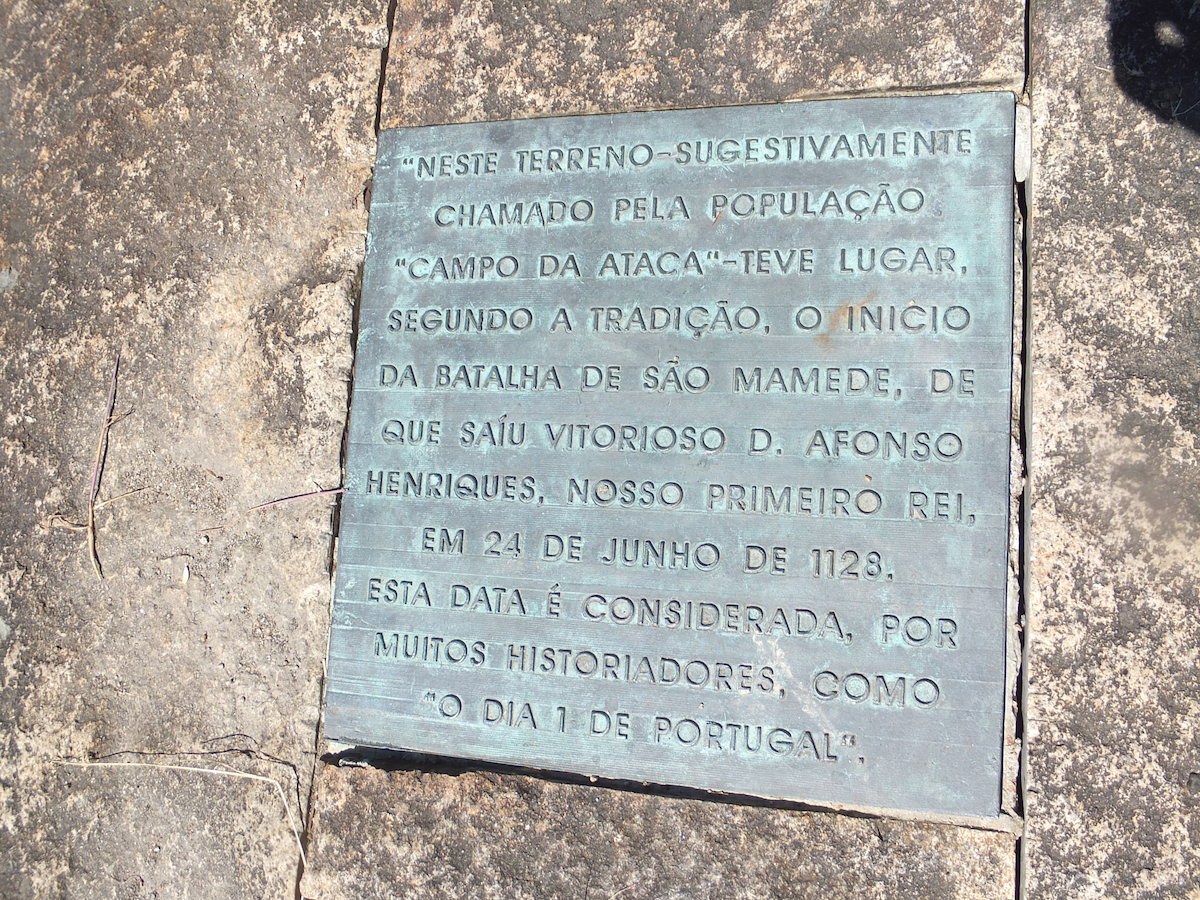 “NESTE TERRENO-SUGESTIVAMENTE
CHAMADO PELA POPULAÇÃO
“CAMPO DA ATACA“-TEVE LUGAR,
SEGUNDO A TRADIÇÃO, O INICIO
DA BATALHA DE SÃO MAMEDE, DE
QUE SAÍU VITORIOSO D. AFONSO
HENRIQUES, NOSSO PRIMEIRO REI,
EM 24 DE JUNHO DE 1128.
ESTA DATA É CONSIDERADA, POR
MUITOS HISTORIADORES, COMO
“O DIA 1 DE PORTUGAL“.